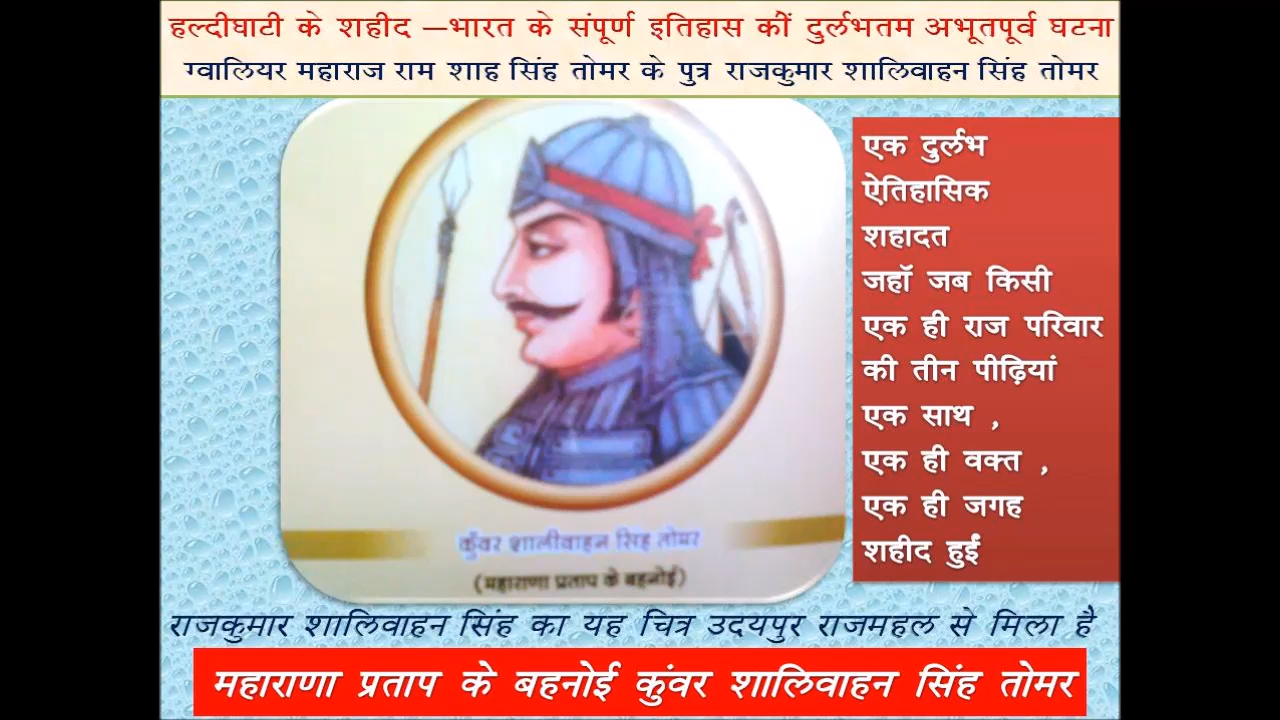 हल्दीघाटी के शहीद –भारत के संपूर्ण इतिहास कीं दुर्लभतम अभूतपूर्व घटना
ग्वालियर महाराज राम शाह सिंह तोमर के पुत्र राजकुमार शालिवाहन सिंह तोमर
एक दुर्लभ
ऐतिहासिक
शहादत
जहॉ जब किसी
एक ही राज परिवार
की तीन पीढ़ियां
एक साथ ,
एक ही वक्त ,
एक ही जगह
शहीद हुईं
कुँवर शालीवाहन सिंह तोमर
(महाराणा प्रताप के बहनोई)
राजकुमार शालिवाहन सिंह का यह चित्र उदयपुर राजमहल से मिला है
महाराणा प्रताप के बहनोई कुंवर शालिवाहन सिंह तोमर